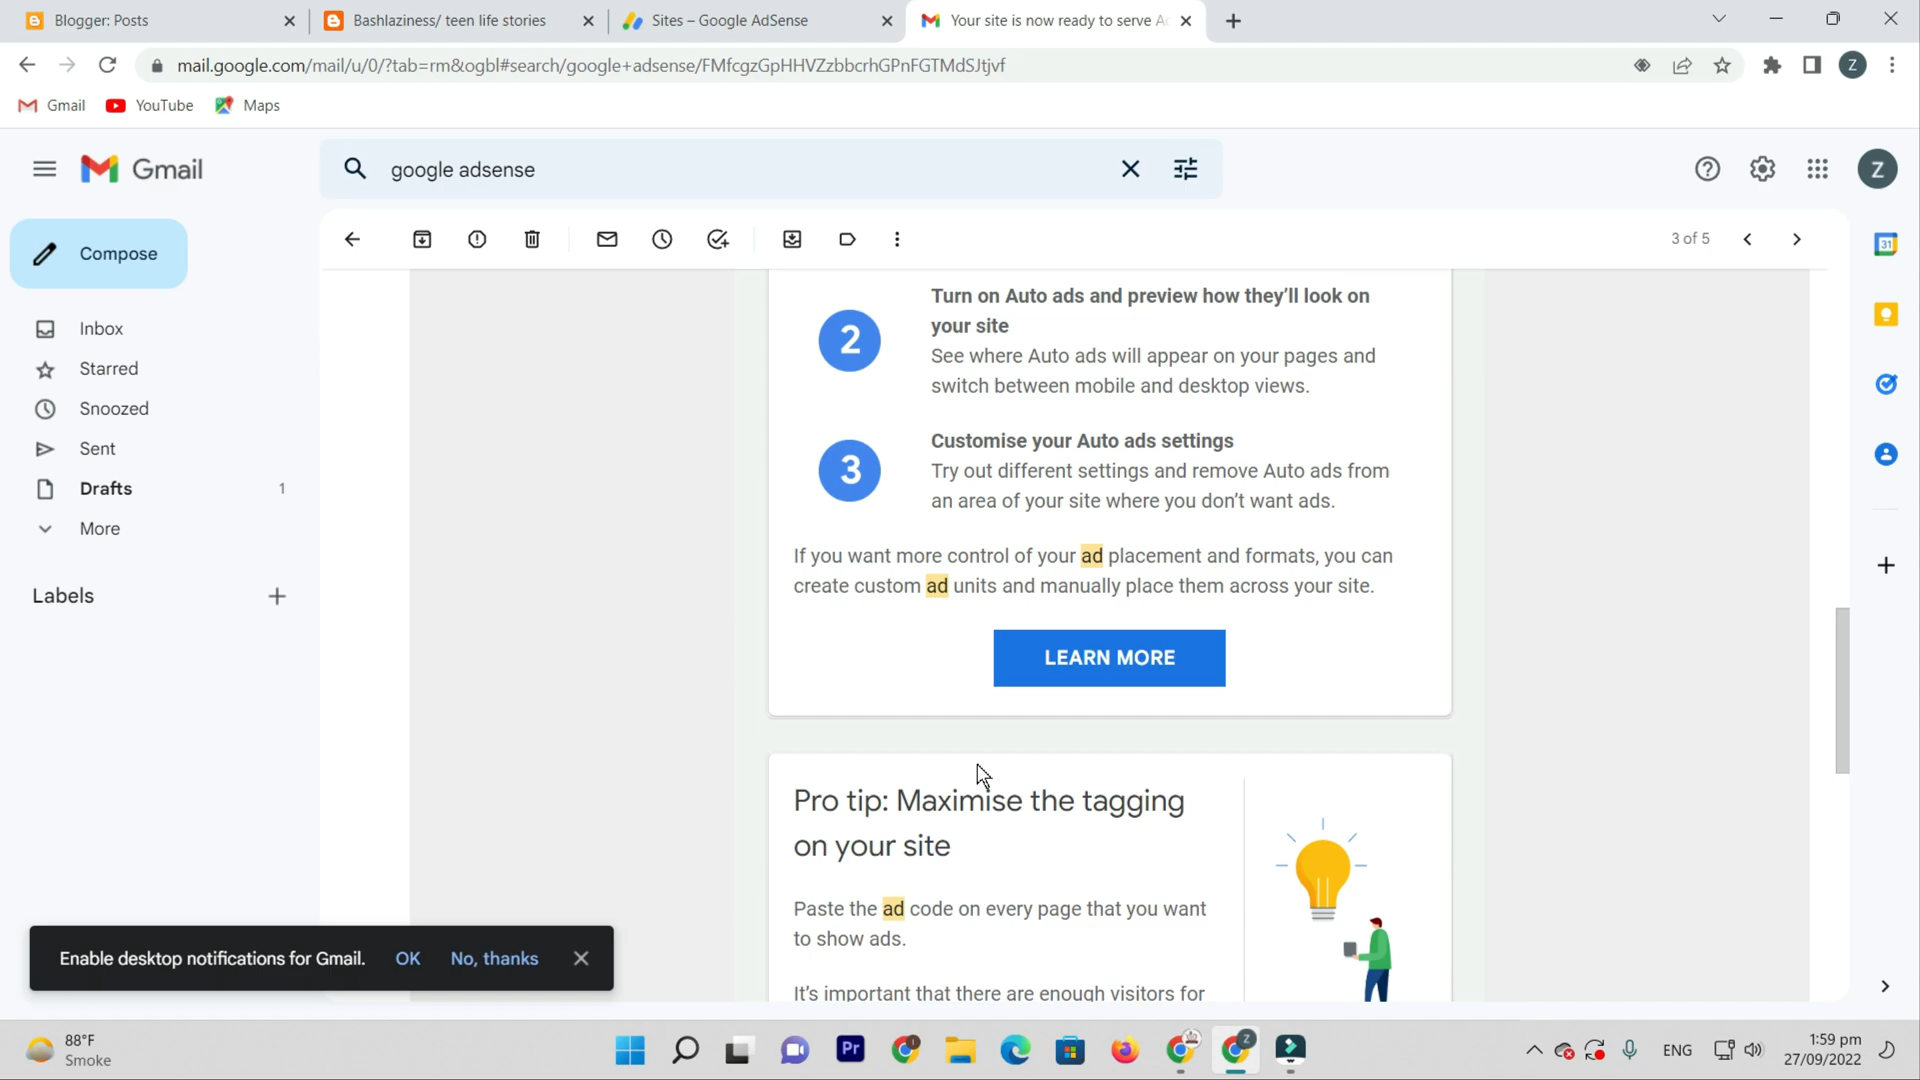 Blogger: Posts
Bashlaziness/ teen life stories
Sites – Google AdSense
Your site is now ready to serve A
mail.google.com/mail/u/0/?tab=rm&ogbl#search/google+adsense/FMfcgzGpHHVZzbbcrhGPnFGTMdSJtjvf
Z
Gmail
YouTube
Maps
Gmail
google adsense
Z
Compose
3 of 5
31
Inbox
Starred
Snoozed
Sent
Drafts
1
More
Labels
2
Turn on Auto ads and preview how they’ll look on
your site
See where Auto ads will appear on your pages and
switch between mobile and desktop views.
3
Customise your Auto ads settings
Try out different settings and remove Auto ads from
an area of your site where you don’t want ads.
If you want more control of your ad placement and formats, you can
create custom ad units and manually place them across your site.
LEARN MORE
Pro tip: Maximise the tagging
on your site
Paste the ad code on every page that you want
to show ads.
It’s important that there are enough visitors for
Enable desktop notifications for Gmail.
OK
No, thanks
88°F
Smoke
Pr
Z
ENG
1:59 pm
27/09/2022